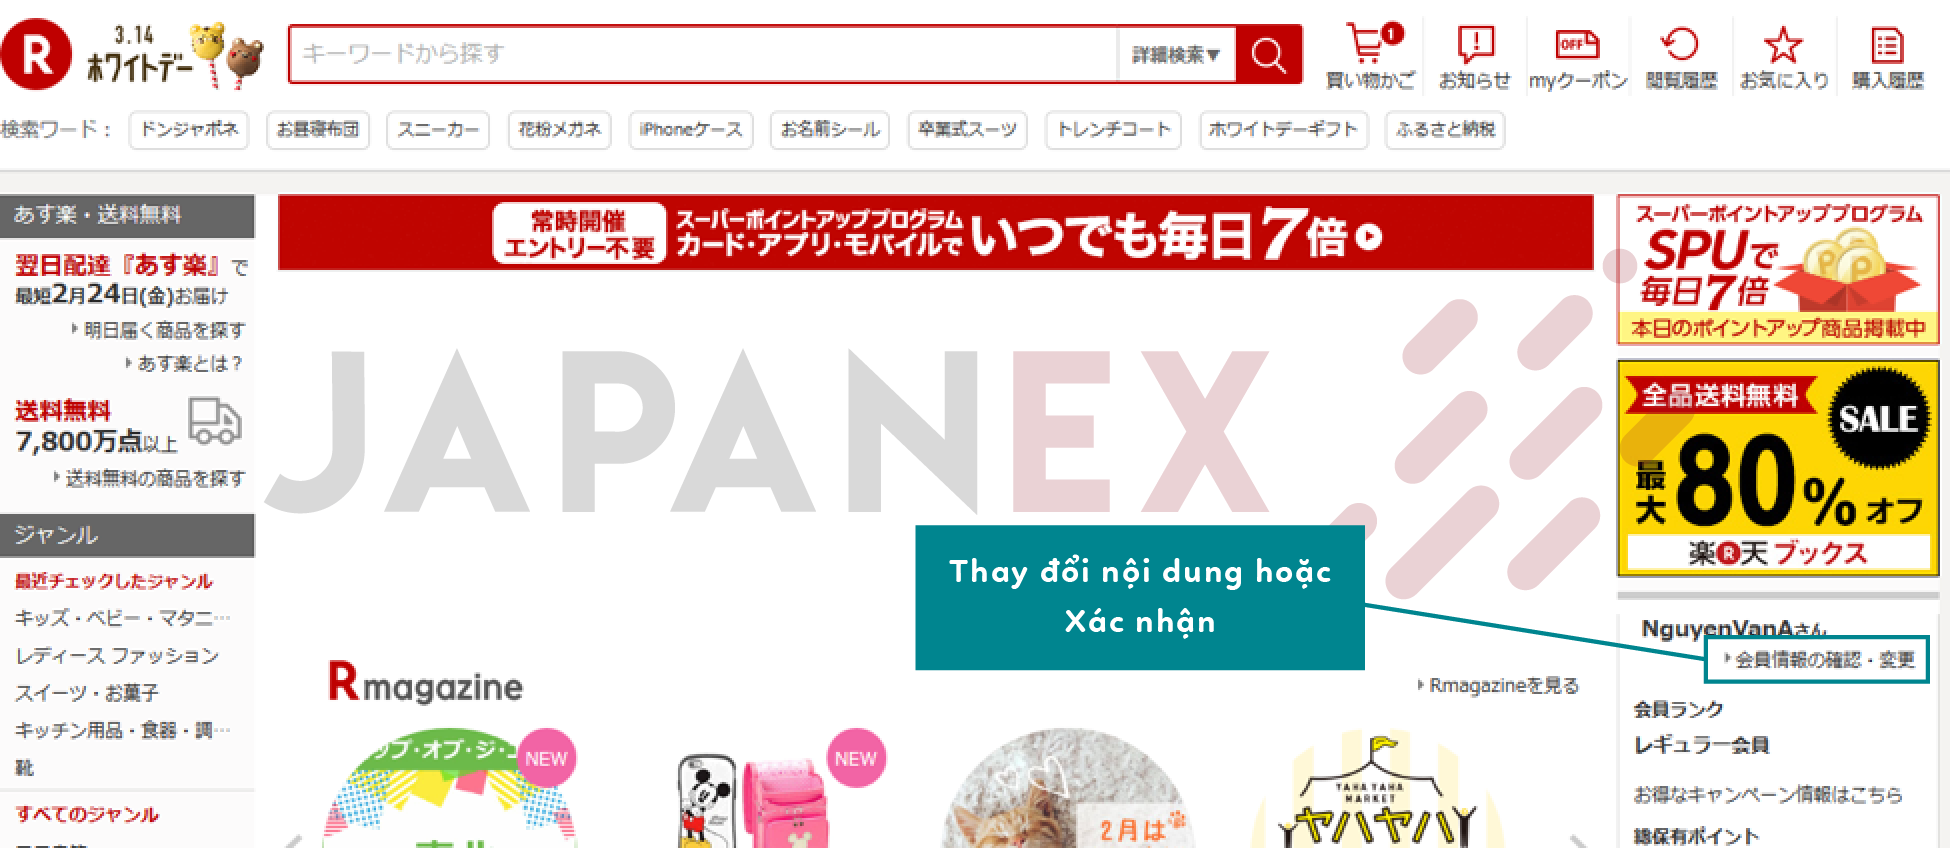 R
3.14
ホワイトデー
キーワードから探す
詳細検索▼
1
買い物かご
お知らせ
OFF
myクーポン
閲覧履歴
お気に入り
購入履歴
検索ワード：
ドンジャポネ
お昼寝布団
スニーカー
花粉メガネ
iPhoneケース
お名前シール
卒業式スーツ
トレンチコート
ホワイトデーギフト
ふるさと納税
あす楽・送料無料
翌日配達『あす楽』で
最短2月24日(金)お届け
明日届く商品を探す
あす楽とは？
送料無料
7,800万点以上
送料無料の商品を探す
ジャンル
最近チェックしたジャンル
キッズ・ベビー・マタニ…
レディースファッション
スイーツ・お菓子
キッチン用品・食器・調…
靴
すべてのジャンル
常時開催
エントリー不要
スーパーポイントアッププログラム
カード・アプリ・モバイルで
いつでも毎日7倍
JAPANEX
Thay đổi nội dung hoặc
Xác nhận
Rmagazine
Rmagazineを見る
NEW
NEW
2月は
YAHA YAHA
MARKET
ヤハヤハ
スーパーポイントアッププログラム
SPUで
毎日7倍
本日のポイントアップ商品掲載中
全品送料無料
SALE
最大80%オフ
楽R天ブックス
NguyenVanAさん
会員情報の確認・変更
会員ランク
レギュラー会員
お得なキャンペーン情報はこちら
総保有ポイント